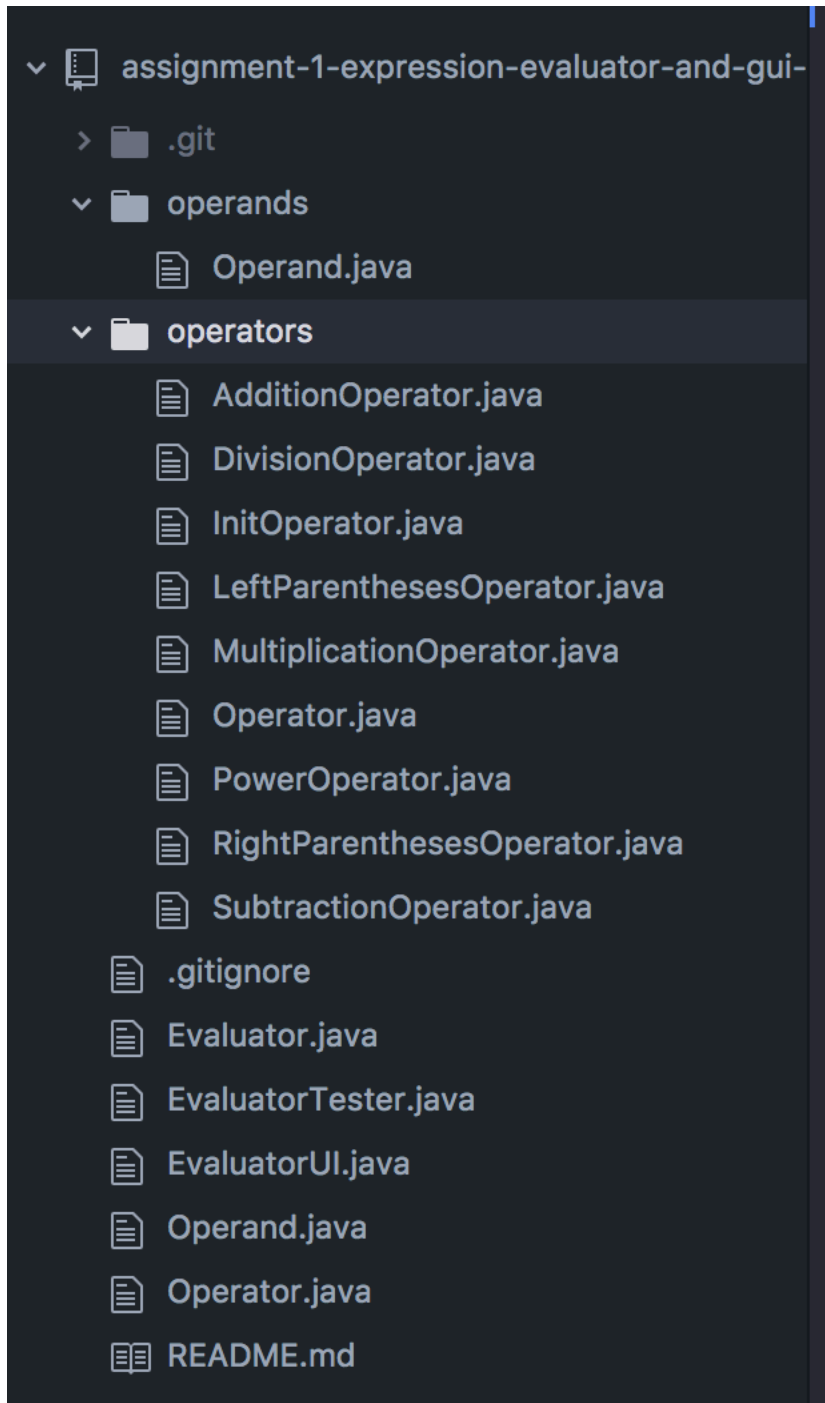 assignment-1-expression-evaluator-and-gui-
.git
operands
Operand.java
operators
AdditionOperator.java
DivisionOperator.java
InitOperator.java
LeftParenthesesOperator.java
MultiplicationOperator.java
Operator.java
PowerOperator.java
RightParenthesesOperator.java
SubtractionOperator.java
.gitignore
Evaluator.java
EvaluatorTester.java
EvaluatorUI.java
Operand.java
Operator.java
README.md